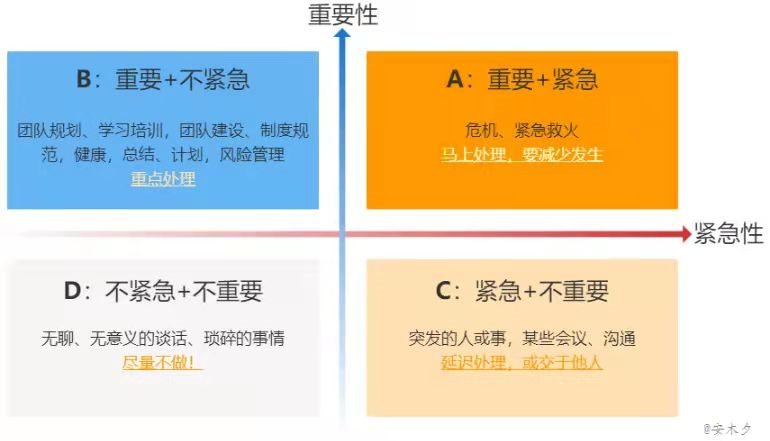 重要性
B：重要+不紧急
团队规划、学习培训，团队建设、制度规
范，健康，总结、计划，风险管理
重点处理
A：重要+紧急
危机、紧急救火
马上处理，要减少发生
紧急性
D：不紧急+不重要
无聊、无意义的谈话、琐碎的事情
尽量不做！
C：紧急+不重要
突发的人或事，某些会议、沟通
延迟处理，或交于他人
@安木夕